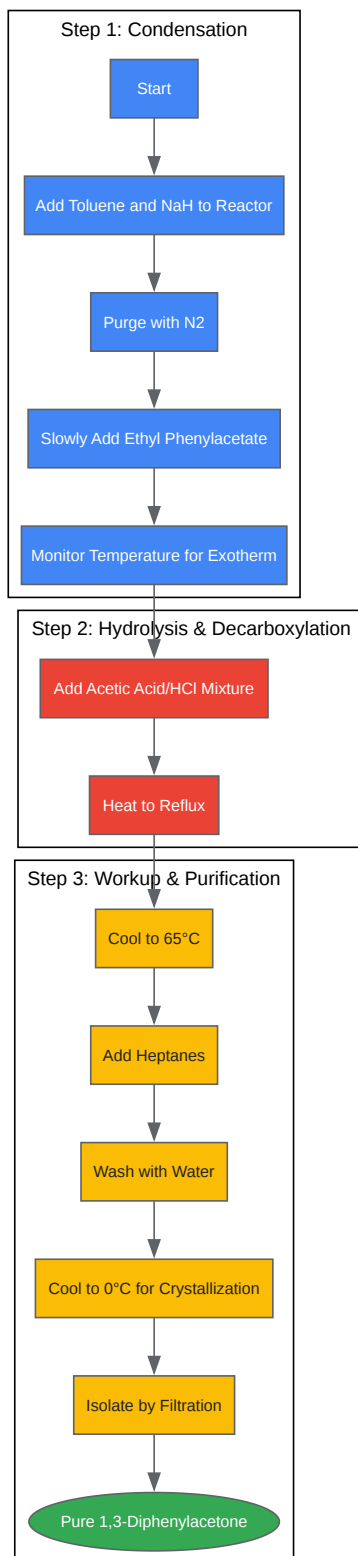 Step 1: Condensation
Start
Add Toluene and NaH to Reactor
Purge with N2
Slowly Add Ethyl Phenylacetate
Monitor Temperature for Exotherm
Step 2: Hydrolysis & Decarboxylation
Add Acetic Acid/HCl Mixture
Heat to Reflux
Step 3: Workup & Purification
Cool to 65°C
Add Heptanes
Wash with Water
Cool to 0°C for Crystallization
Isolate by Filtration
Pure 1,3-Diphenylacetone